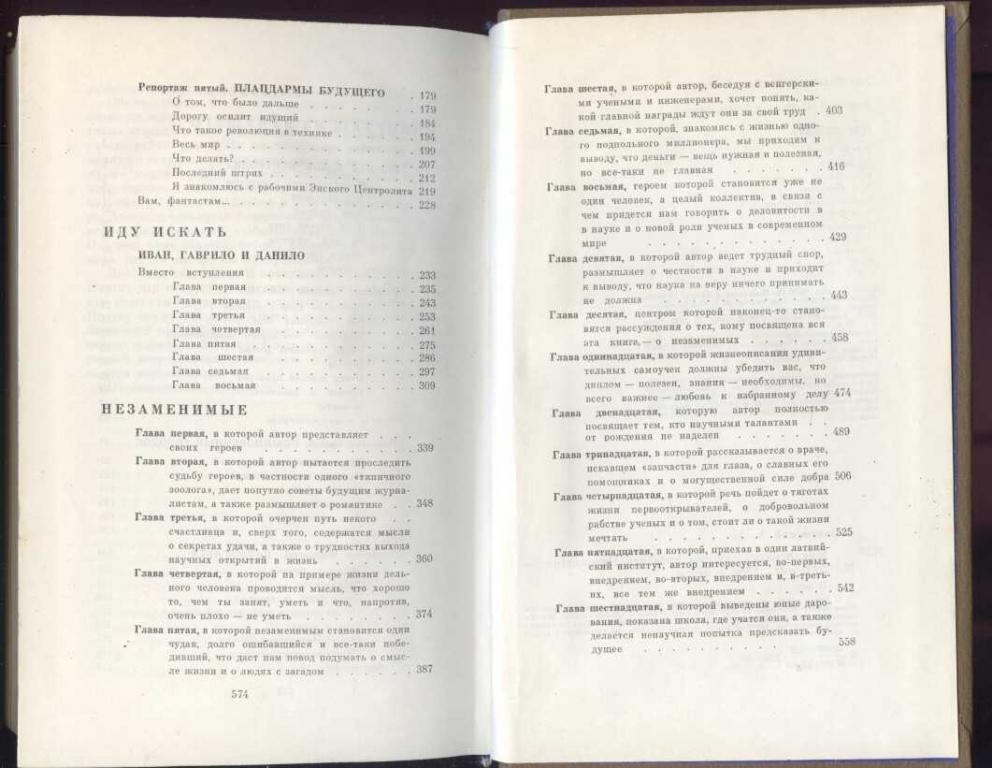 Репортаж пятый. ПЛАЦДАРМЫ БУДУЩЕГО . 179
О том, что было дальше . . . . . . 179
Дорогу осилит идущий . . . . . . 184
Что такое революция в технике . . . . . 194
Весь мир . . . . . . . . . . . 199
Что делать? . . . . . . . . . . 207
Последний штрих . . . . . . . . . 212
Я знакомлюсь с рабочими Энского Центролита 219
Вам, фантастам... . . . . . . . . . . 228
ИДУ ИСКАТЬ
ИВАН, ГАВРИЛО И ДАНИЛО
Вместо вступления . . . . . . . . . 233
Глава первая . . . . . . . . . 235
Глава вторая . . . . . . . . . 243
Глава третья . . . . . . . . . 253
Глава четвертая . . . . . . . . 261
Глава пятая . . . . . . . . . 275
Глава шестая . . . . . . . . . 286
Глава седьмая . . . . . . . . . 297
Глава восьмая . . . . . . . . . 309
НЕЗАМЕНИМЫЕ
Глава первая, в которой автор представляет . . .
своих героев . . . . . . . . . . 339
Глава вторая, в которой автор пытается проследить
судьбу героев, в частности одного «типичного
зоолога», дает попутно советы будущим журна-
листам, а также размышляет о романтике . . 348
Глава третья, в которой очерчен путь некого . .
счастливца и, сверх того, содержатся мысли
о секретах удачи, а также о трудностях выхода
научных открытий в жизнь . . . . . . 360
Глава четвертая, в которой на примере жизни дель-
ного человека проводится мысль, что хорошо
то, чем ты занят, уметь и что, напротив,
очень плохо — не уметь . . . . . . . 374
Глава пятая, в которой незаменимым становится один
чудак, долго ошибавшийся и все-таки побе-
дивший, что даст нам повод подумать о смыс-
ле жизни и о людях с загадом . . . . . . 387
574
Глава шестая, в которой автор, беседуя с венгерски-
ми учеными и инженерами, хочет понять, ка-
кой главной награды ждут они за свой труд . 403
Глава седьмая, в которой, знакомясь с жизнью одно-
го подпольного миллионера, мы приходим к
выводу, что деньги — вещь нужная и полезная,
но все-таки не главная . . . . . . . 416
Глава восьмая, героем которой становится уже не
один человек, а целый коллектив, в связи с
чем придется нам говорить о деловитости в
в науке и о новой роли ученых в современном
мире . . . . . . . . . . . 429
Глава девятая, в которой автор ведет трудный спор,
размышляет о честности в науке и приходит
к выводу, что наука на веру ничего принимать
не должна . . . . . . . . . . 443
Глава десятая, центром которой наконец-то стано-
вятся рассуждения о тех, кому посвящена вся
эта книга,— о незаменимых . . . . . . 458
Глава одиннадцатая, в которой жизнеописания удиви-
тельных самоучек должны убедить вас, что
диплом — полезен, знания — необходимы, но
всего важнее — любовь к избранному делу 474
Глава двенадцатая, которую автор полностью
посвящает тем, кто научными талантами . .
от рождения не наделен . . . . . . . 489
Глава тринадцатая, в которой рассказывается о враче,
искавшем «запчасти» для глаза, о славных его
помощниках и о могущественной силе добра 506
Глава четырнадцатая, в которой речь пойдет о тяготах
жизни первооткрывателей, о добровольном
рабстве ученых и о том, стоит ли о такой жизни
мечтать . . . . . . . . . . . 525
Глава пятнадцатая, в которой, приехав в один латвий-
ский институт, автор интересуется, во-первых,
внедрением, во-вторых, внедрением и, в-треть-
их, все тем же внедрением . . . . . . 542
Глава шестнадцатая, в которой выведены юные даро-
вания, показана школа, где учатся они, а также
делается ненаучная попытка предсказать бу-
дущее . . . . . . . . . . . 558